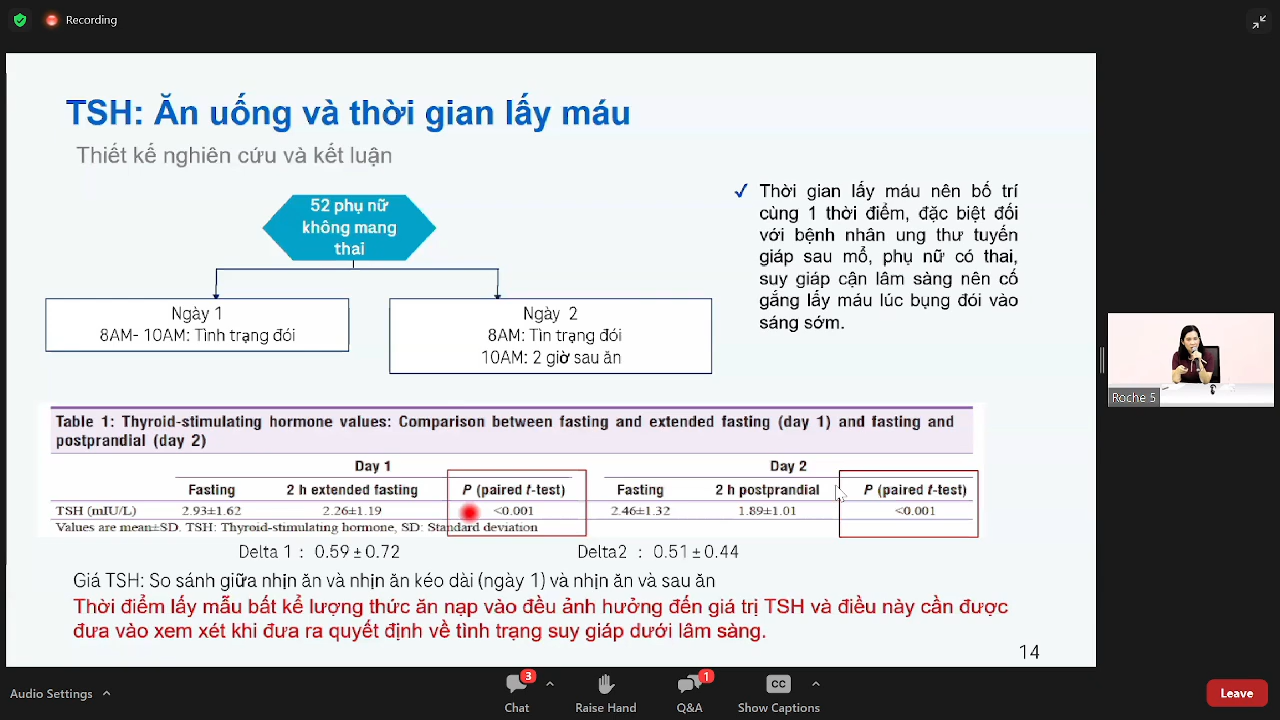 Recording
TSH: Ăn uống và thời gian lấy máu
Thiết kế nghiên cứu và kết luận
52 phụ nữ
không mang
thai
Ngày 1
8AM- 10AM: Tình trạng đói
Ngày 2
8AM: Tìn trạng đói
10AM: 2 giờ sau ăn
✓ Thời gian lấy máu nên bố trí
cùng 1 thời điểm, đặc biệt đối
với bệnh nhân ung thư tuyến
giáp sau mổ, phụ nữ có thai,
suy giáp cận lâm sàng nên cố
gắng lấy máu lúc bụng đói vào
sáng sớm.
Table 1: Thyroid-stimulating hormone values: Comparison between fasting and extended fasting (day 1) and fasting and
postprandial (day 2)
Day 1 Day 2
Fasting 2 h extended fasting P (paired t-test) Fasting 2 h postprandial P (paired t-test)
TSH (mIU/L) 2.93±1.62 2.26±1.19 <0.001 2.46±1.32 1.89±1.01 <0.001
Values are mean±SD. TSH: Thyroid-stimulating hormone, SD: Standard deviation
Delta 1 : 0.59 ± 0.72 Delta2 : 0.51 ± 0.44
Giá TSH: So sánh giữa nhịn ăn và nhịn ăn kéo dài (ngày 1) và nhịn ăn và sau ăn
Thời điểm lấy mẫu bất kể lượng thức ăn nạp vào đều ảnh hưởng đến giá trị TSH và điều này cần được
đưa vào xem xét khi đưa ra quyết định về tình trạng suy giáp dưới lâm sàng.
14
Roche 5
Audio Settings
3
Chat
Raise Hand
1
Q&A
CC
Show Captions
Leave